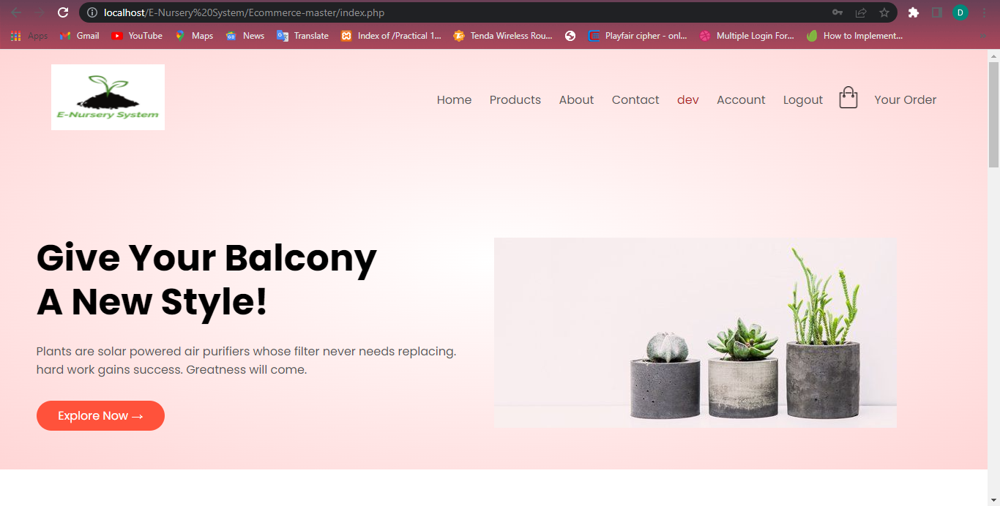 localhost/E-Nursery%20System/Ecommerce-master/index.php
D
Apps Gmail YouTube Maps News Translate Index of /Practical 1... Tenda Wireless Rou... Playfair cipher - onl... Multiple Login For... How to Implement...
E-Nursery System
Home Products About Contact dev Account Logout Your Order
Give Your Balcony
A New Style!
Plants are solar powered air purifiers whose filter never needs replacing.
hard work gains success. Greatness will come.
Explore Now →